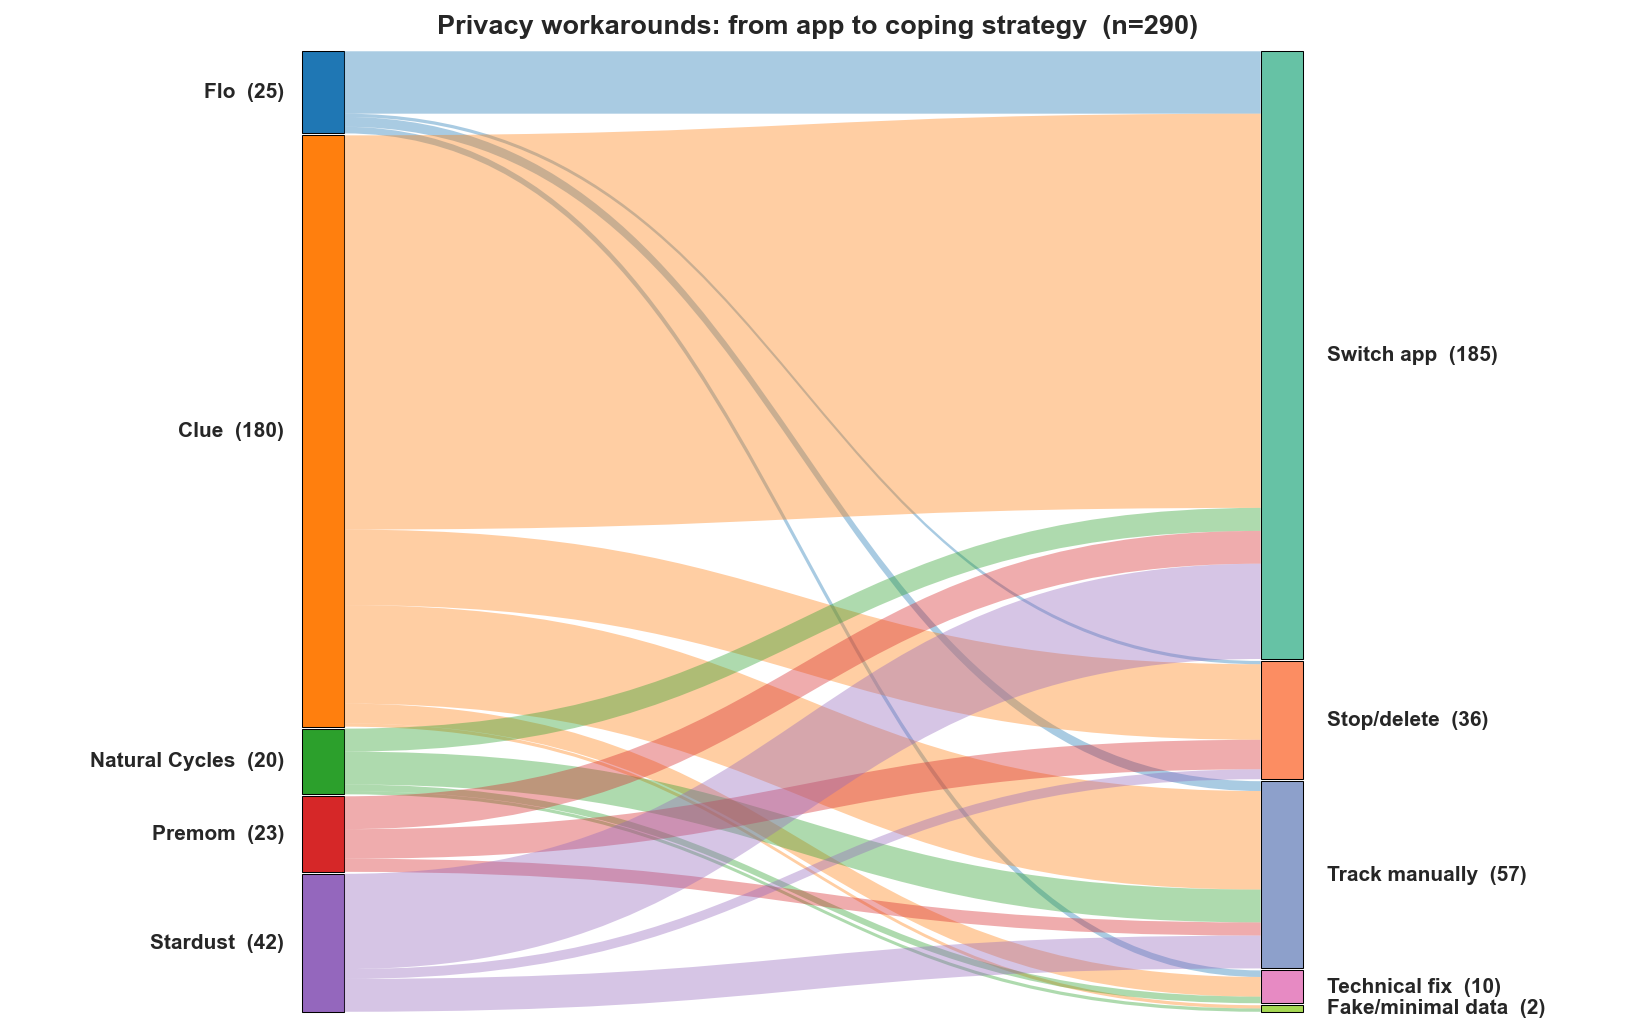 Privacy workarounds: from app to coping strategy (n=290)
Flo (25)
Clue (180)
Natural Cycles (20)
Premom (23)
Stardust (42)
Switch app (185)
Stop/delete (36)
Track manually (57)
Technical fix (10)
Fake/minimal data (2)